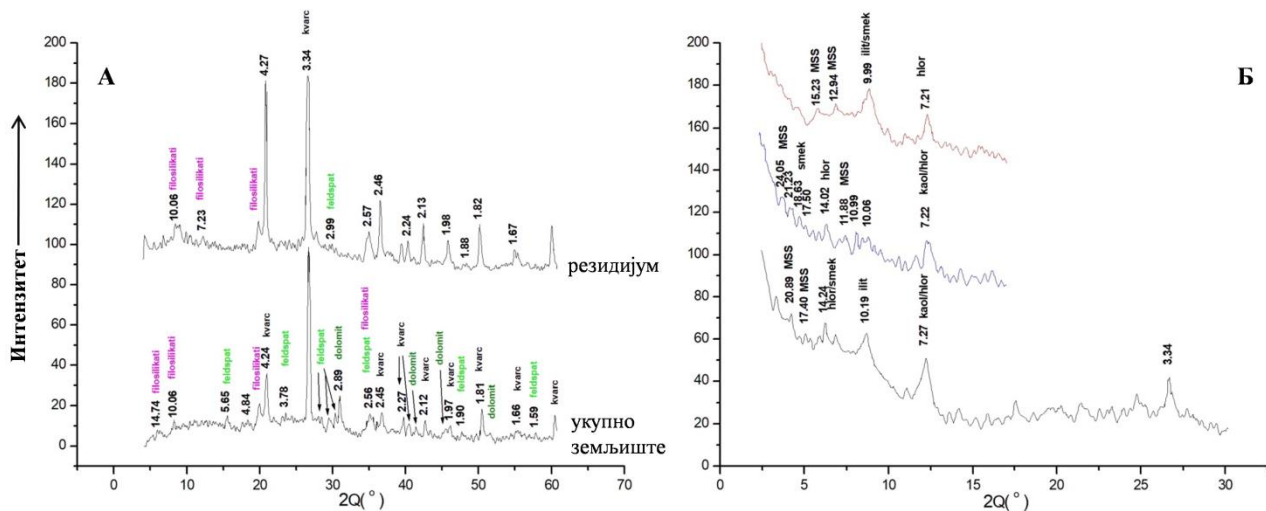 А
Интензитет
200
180
160
140
120
100
80
60
40
20
0
10.06 filosilikati
7.23 filosilikati
filosilikati
4.27
3.34 kvarc
2.99 feldspat
2.57
2.46
2.24
2.13
1.98
1.88
1.82
1.67
резидијум
14.74 filosilikati
10.06 filosilikati
5.65 feldspat
4.84 filosilikati
4.24 kvarc
3.78 feldspat
feldspat
2.89 dolomit
2.56 feldspat
filosilikati
2.45 kvarc
2.27 kvarc
dolomit
2.12 kvarc
dolomit
1.97 kvarc
1.90 feldspat
1.81 kvarc
dolomit
1.66 kvarc
1.59 feldspat
kvarc
укупно
земљиште
0
10
20
30
40
50
60
70
2Q(°)
Б
200
180
160
140
120
100
80
60
40
20
0
15.23 MSS
12.94 MSS
9.99 ilit/smek
7.21 hlor
24.05 MSS
21.23
18.63 smek
17.50
14.02 hlor
11.88 MSS
10.99
10.06
7.22 kaol/hlor
20.89 MSS
17.40 MSS
14.24 hlor/smek
10.19 ilit
7.27 kaol/hlor
3.34
0
5
10
15
20
25
30
2Q(°)